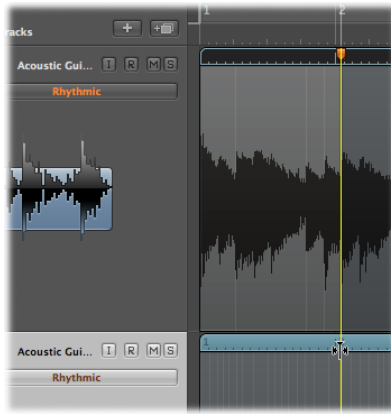 1 2
racks + +
Acoustic Gui... I R M S
Rhythmic
1
Acoustic Gui... I R M S
Rhythmic